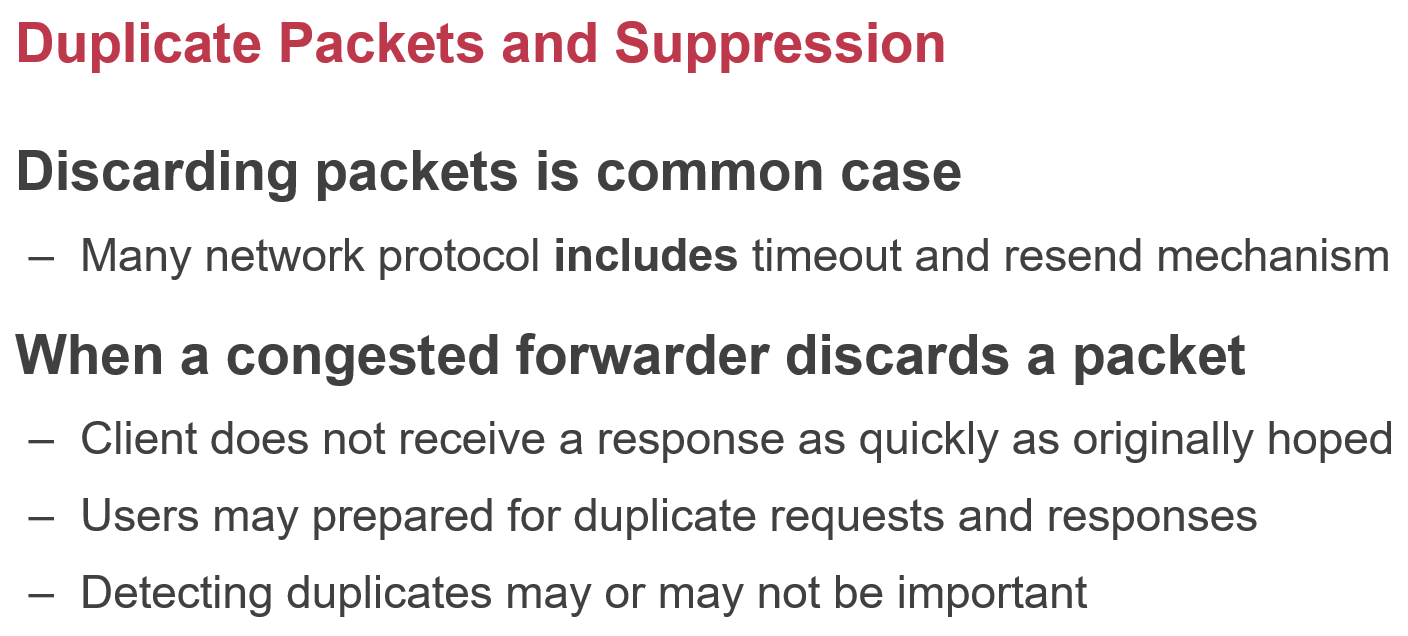 Duplicate Packets and Suppression
Discarding packets is common case
– Many network protocol includes timeout and resend mechanism
When a congested forwarder discards a packet
– Client does not receive a response as quickly as originally hoped
– Users may prepared for duplicate requests and responses
– Detecting duplicates may or may not be important